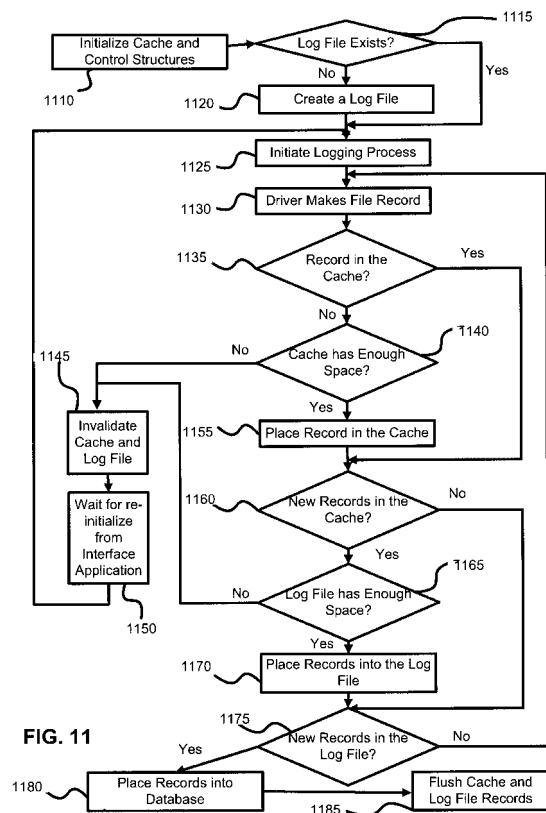 1115
Initialize Cache and
Control Structures
Log File Exists?
1110
No
Yes
1120
Create a Log File
1125
Initiate Logging Process
1130
Driver Makes File Record
1135
Record in the
Cache?
Yes
No
1140
No
Cache has Enough
Space?
1145
Yes
Invalidate
Cache and
Log File
1155
Place Record in the Cache
1160
New Records in the
Cache?
No
Wait for re-
initialize
from
Interface
Application
Yes
1165
1150
No
Log File has Enough
Space?
Yes
1170
Place Records into the Log
File
1175
FIG. 11
New Records in the
Log File?
Yes
No
1180
Place Records into
Database
Flush Cache and
Log File Records
1185